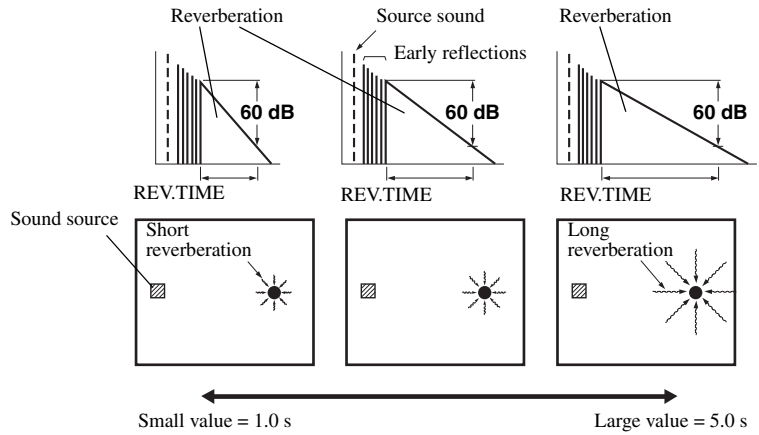 Reverberation
Source sound
Reverberation
Early reflections
60 dB
60 dB
60 dB
REV.TIME
REV.TIME
REV.TIME
Sound source
Short
reverberation
Long
reverberation
Small value = 1.0 s
Large value = 5.0 s